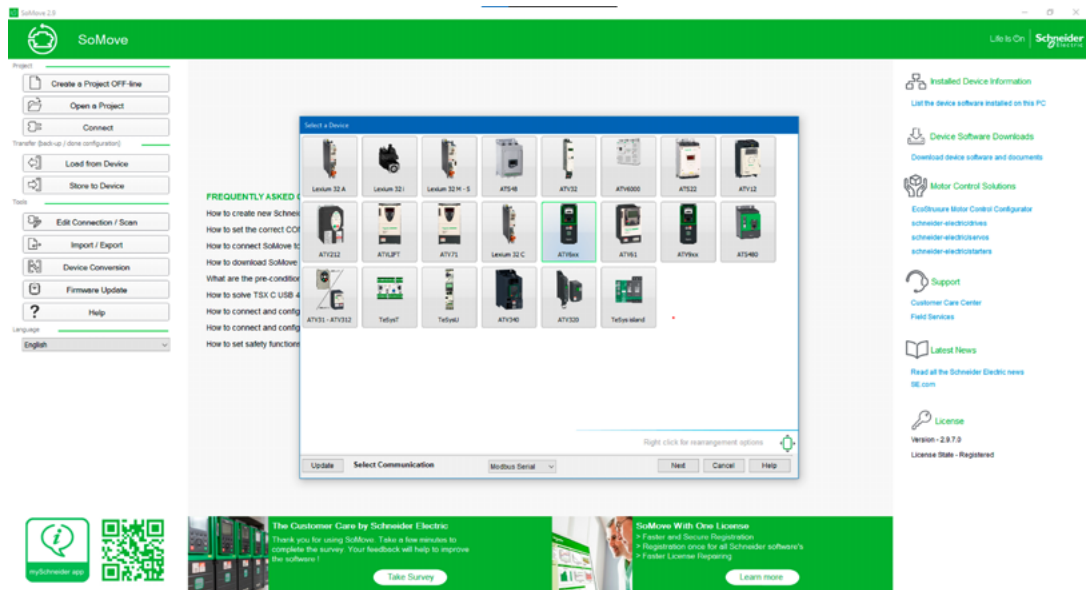 SoMove 2.9
SoMove
Life Is On | Schneider Electric
Project
Create a Project OFF-line
Open a Project
Connect
Transfer (back-up / clone configuration)
Load from Device
Store to Device
Tools
Edit Connection / Scan
Import / Export
Device Conversion
Firmware Update
Help
Language
English
mySchneider app
FREQUENTLY ASKED
How to create new Schnei
How to set the correct CO
How to connect SoMove to
How to download SoMove
What are the pre-condition
How to solve TSX C USB 4
How to connect and config
How to connect and config
How to set safety function
Select a Device
Lexium 32 A
Lexium 32 i
Lexium 32 M - S
ATS48
ATV32
ATV6000
ATS22
ATV12
ATV212
ATVLIFT
ATV71
Lexium 32 C
ATV6xx
ATV61
ATV9xx
ATS480
ATV31 - ATV312
TeSysT
TeSysU
ATV340
ATV320
TeSys island
Right click for rearrangement options
Update
Select Communication
Modbus Serial
Next
Cancel
Help
Installed Device Information
List the device software installed on this PC
Device Software Downloads
Download device software and documents
Motor Control Solutions
EcoStruxure Motor Control Configurator
schneider-electric/drives
schneider-electric/servos
schneider-electric/starters
Support
Customer Care Center
Field Services
Latest News
Read all the Schneider Electric news
SE.com
License
Version - 2.9.7.0
License State - Registered
The Customer Care by Schneider Electric
Thank you for using SoMove. Take a few minutes to
complete the survey. Your feedback will help to improve
the software !
Take Survey
SoMove With One License
> Faster and Secure Registration
> Registration once for all Schneider software's
> Faster License Repairing
Learn more